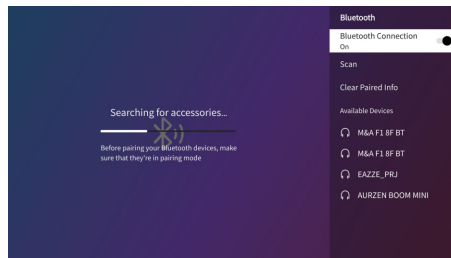 Searching for accessories...
Before pairing your Bluetooth devices, make
sure that they're in pairing mode
Bluetooth
Bluetooth Connection
On
Scan
Clear Paired Info
Available Devices
M&A F1 8F BT
M&A F1 8F BT
EAZZE_PRJ
AURZEN BOOM MINI